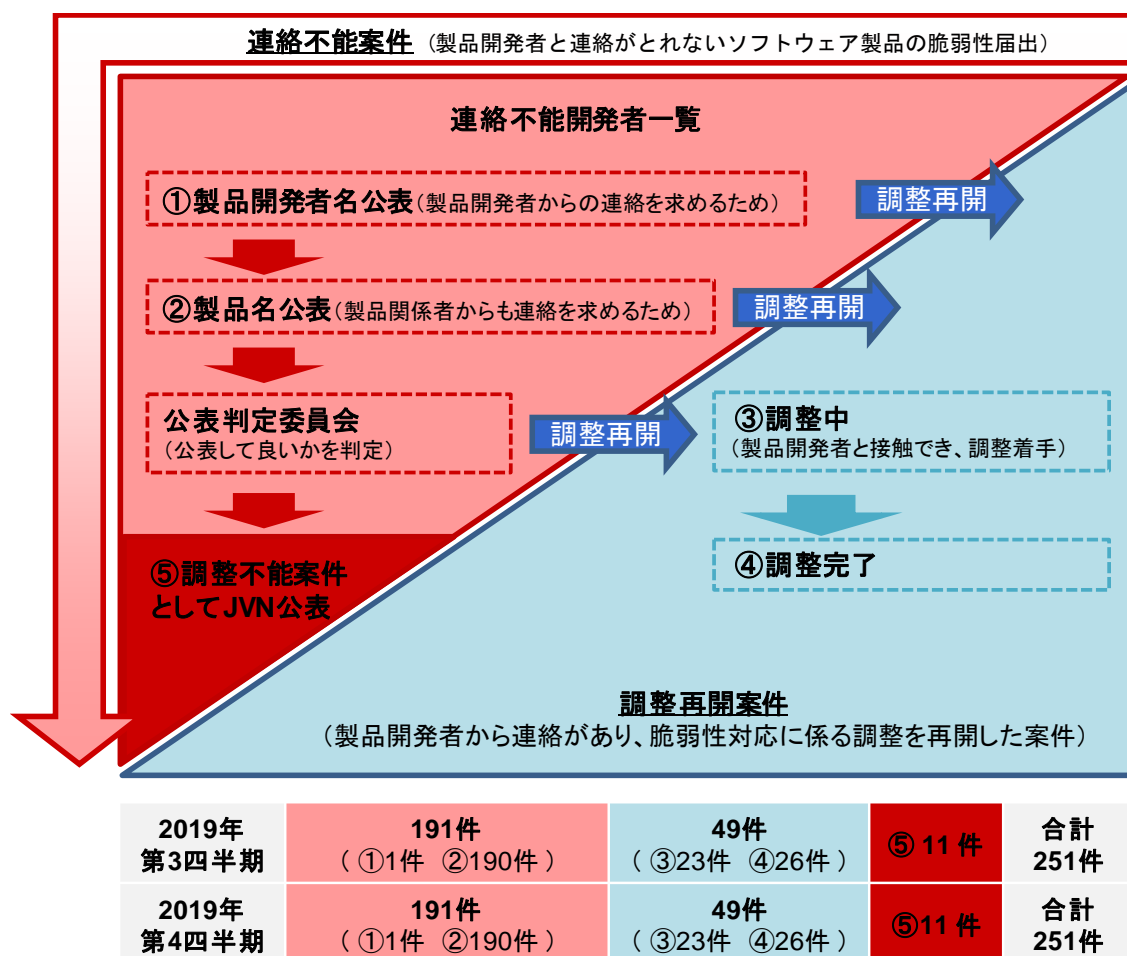 連絡不能案件（製品開発者と連絡がとれないソフトウェア製品の脆弱性届出）
連絡不能開発者一覧
①製品開発者名公表（製品開発者からの連絡を求めるため）
調整再開
②製品名公表（製品関係者からも連絡を求めるため）
調整再開
公表判定委員会
（公表して良いかを判定）
調整再開
③調整中
（製品開発者と接触でき、調整着手）
④調整完了
⑤調整不能案件
としてJVN公表
調整再開案件
（製品開発者から連絡があり、脆弱性対応に係る調整を再開した案件）
2019年
第3四半期
191件
（ ①1件 ②190件 ）
49件
（ ③23件 ④26件 ）
⑤ 11 件
合計
251件
2019年
第4四半期
191件
（ ①1件 ②190件 ）
49件
（ ③23件 ④26件 ）
⑤11 件
合計
251件